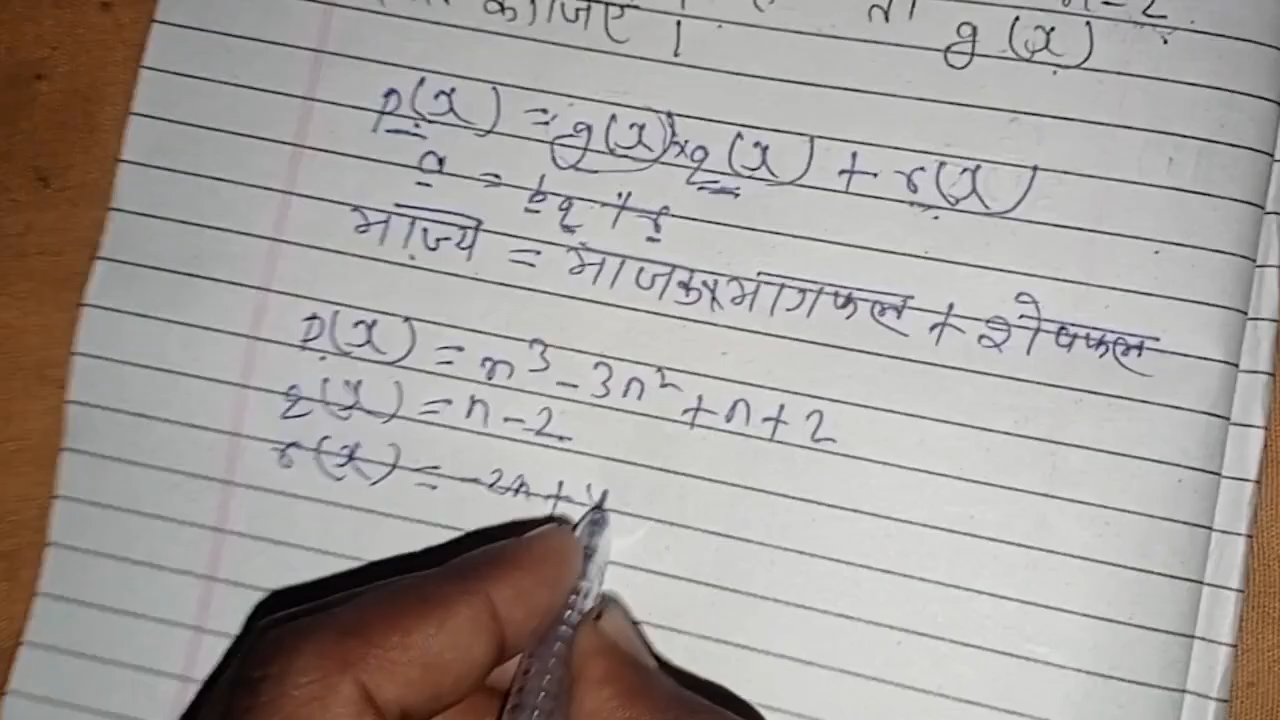 कीजिए । g(x)
p(x) = g(x)×q(x) + r(x)
a = bq + r
भाज्य = भाजक×भागफल + शेषफल
p(x) = x³ - 3x² + x + 2
q(x) = x - 2
r(x) = -2x + 4